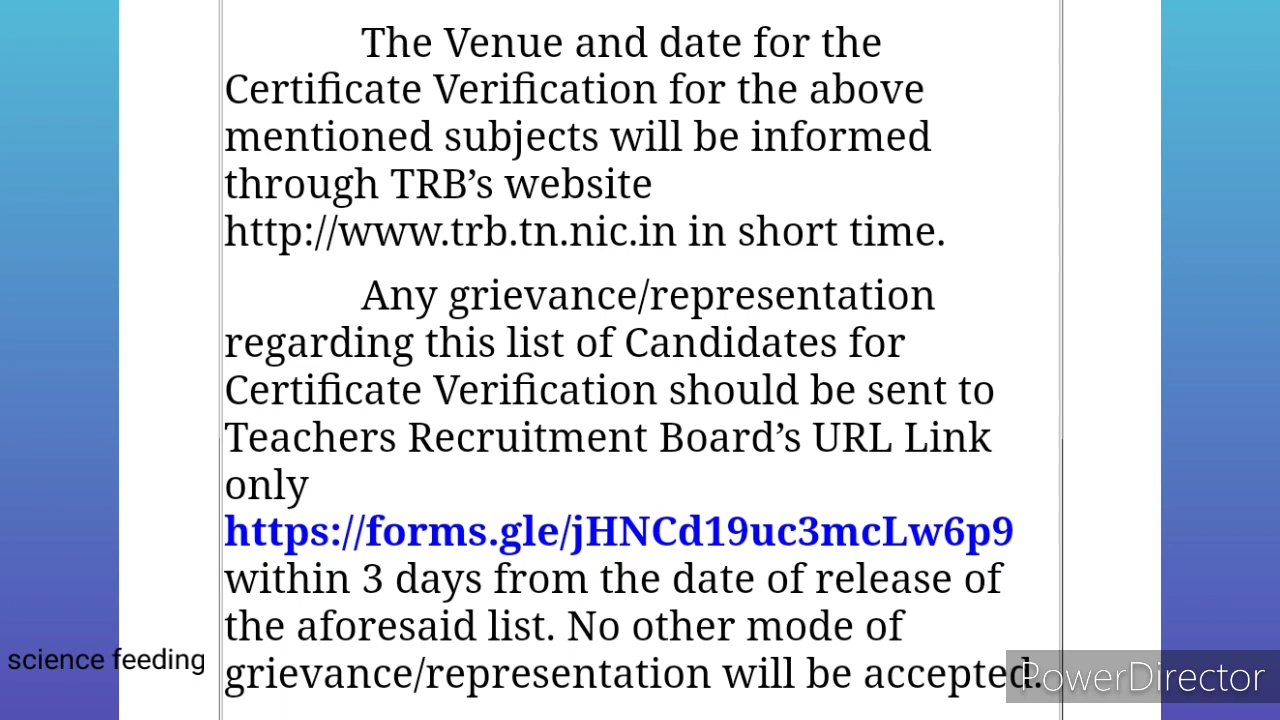 The Venue and date for the
Certificate Verification for the above
mentioned subjects will be informed
through TRB’s website
http://www.trb.tn.nic.in in short time.
Any grievance/representation
regarding this list of Candidates for
Certificate Verification should be sent to
Teachers Recruitment Board’s URL Link
only
https://forms.gle/jHNCd19uc3mcLw6p9
within 3 days from the date of release of
the aforesaid list. No other mode of
grievance/representation will be accepted.
science feeding
PowerDirector